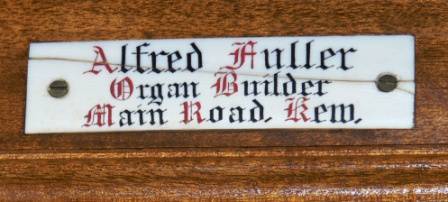 Alfred Fuller
Organ Builder
Main Road, Kew.